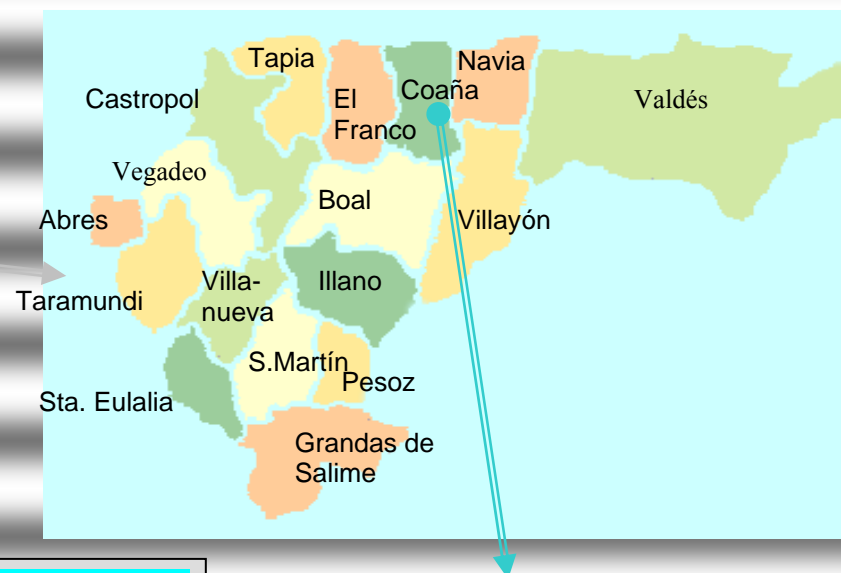 Tapia
Navia
Castropol
El
Franco
Coaña
Valdés
Vegadeo
Boal
Abres
Villayón
Taramundi
Villa-
nueva
Illano
S.Martín
Pesoz
Sta. Eulalia
Grandas de
Salime